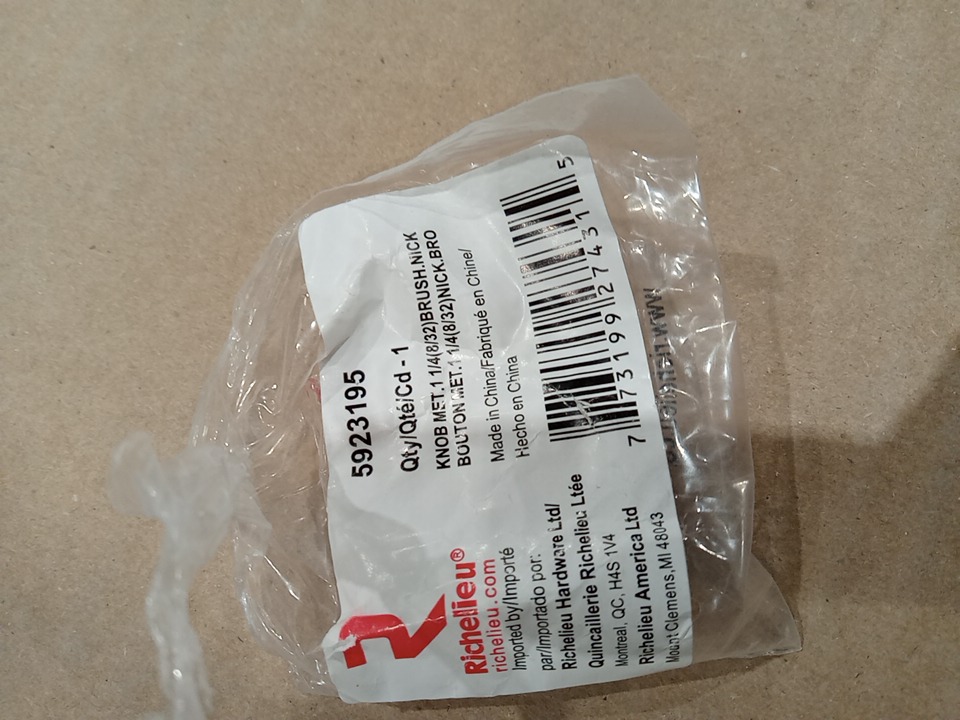 5923195
Qty/Qté/Cd - 1
KNOB MET.1 1/4(8/32)BRUSH.NICK
BOUTON MET.1 1/4(8/32)NICK.BRO
Made in China/Fabriqué en Chine/
Hecho en China
7 73199 27431 5
Richelieu®
richelieu.com
Imported by/Importé
par/Importado por:
Richelieu Hardware Ltd/
Quincaillerie Richelieu Ltée
Montreal, QC, H4S 1V4
Richelieu America Ltd
Mount Clemens, MI 48043